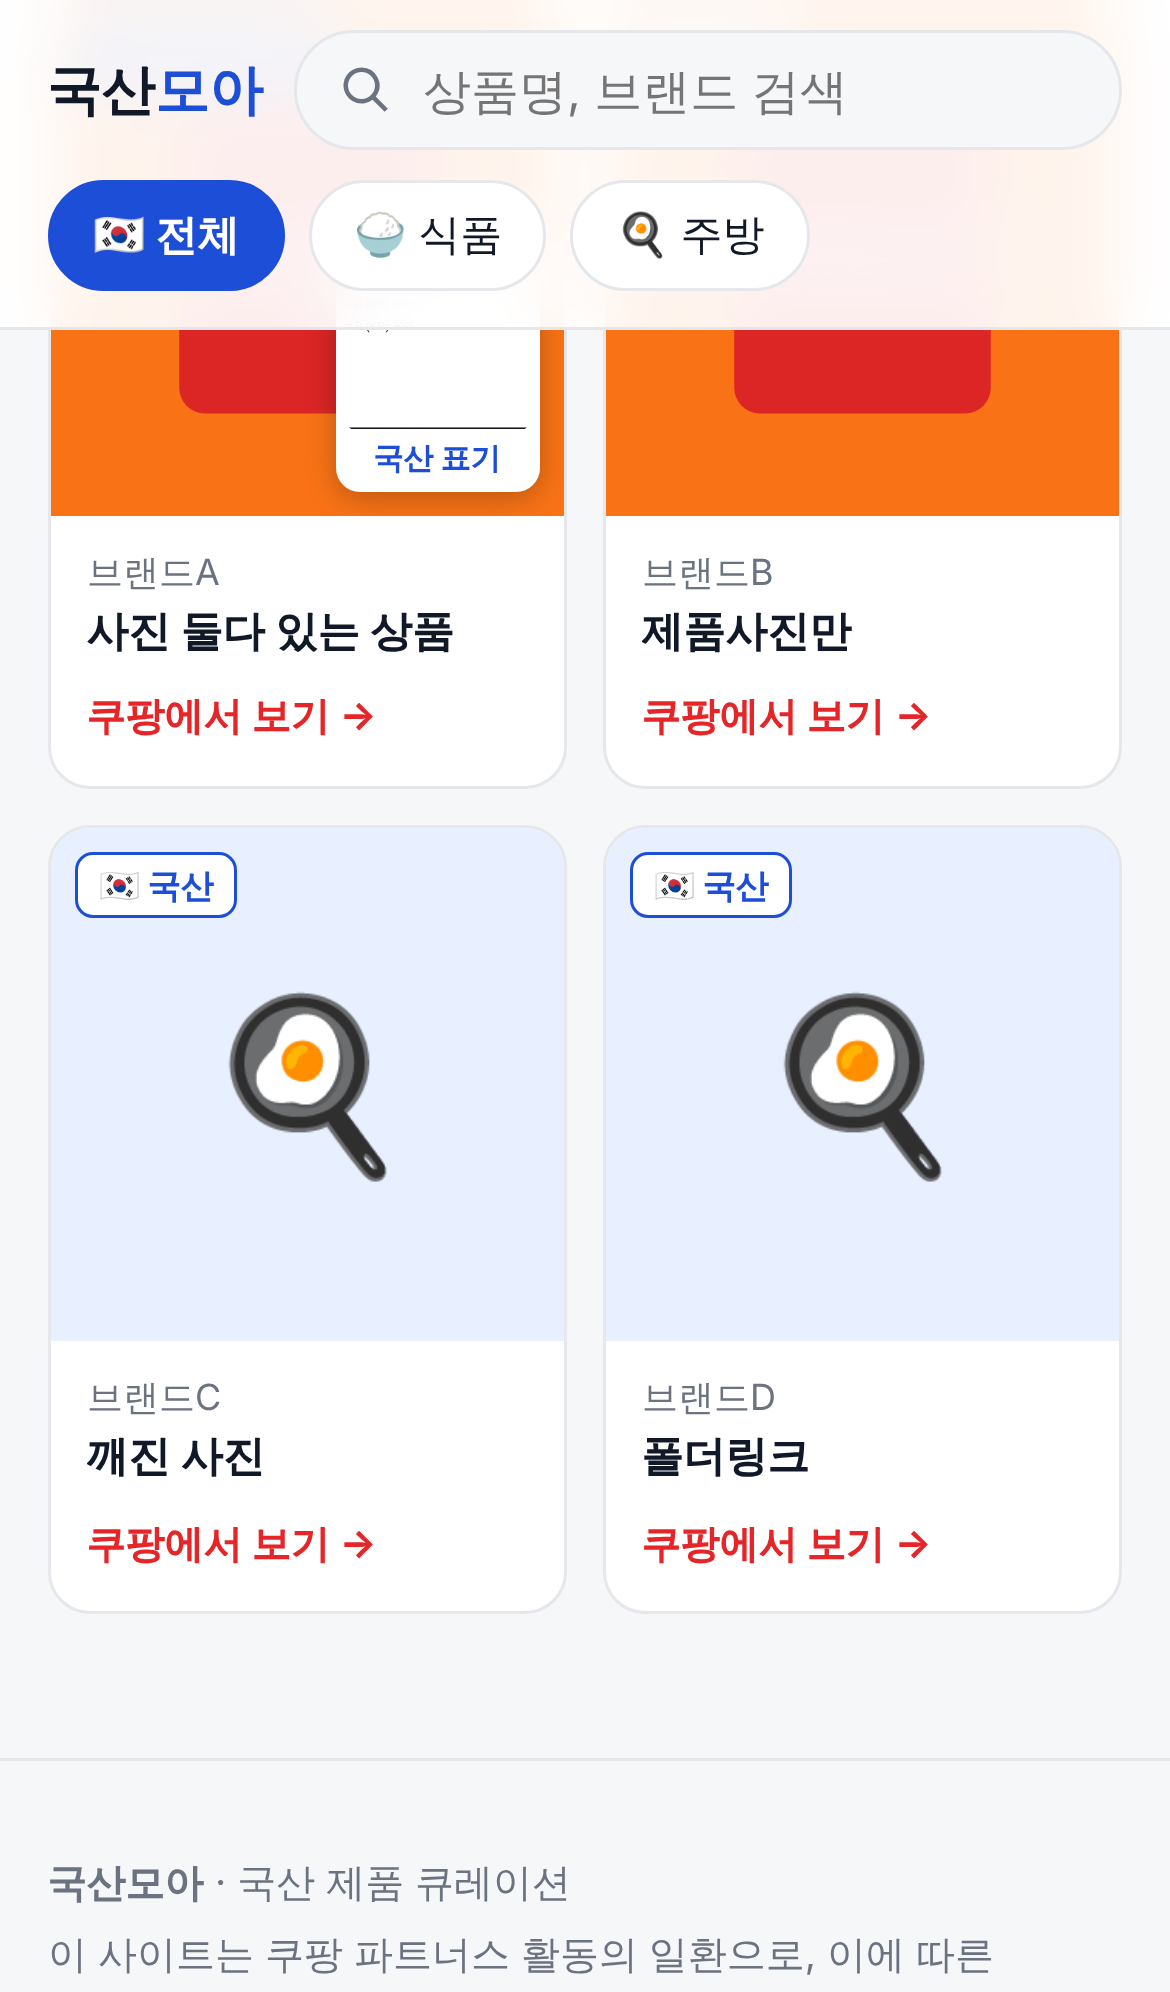 국산모아
상품명, 브랜드 검색
전체
식품
주방
국산 표기
브랜드A
사진 둘다 있는 상품
쿠팡에서 보기 →
브랜드B
제품사진만
쿠팡에서 보기 →
국산
브랜드C
깨진 사진
쿠팡에서 보기 →
국산
브랜드D
폴더링크
쿠팡에서 보기 →
국산모아 · 국산 제품 큐레이션
이 사이트는 쿠팡 파트너스 활동의 일환으로, 이에 따른